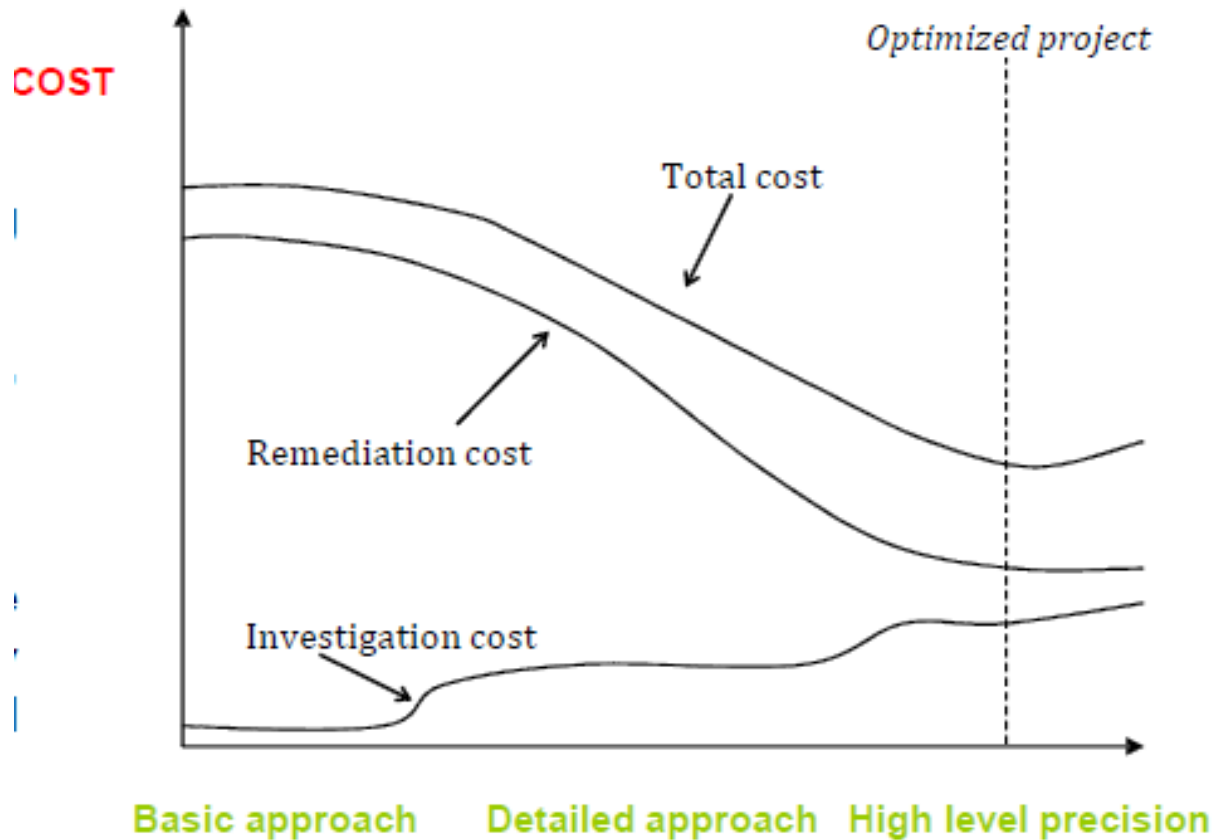 Optimized project
COST
Total cost
Remediation cost
Investigation cost
Basic approach
Detailed approach
High level precision